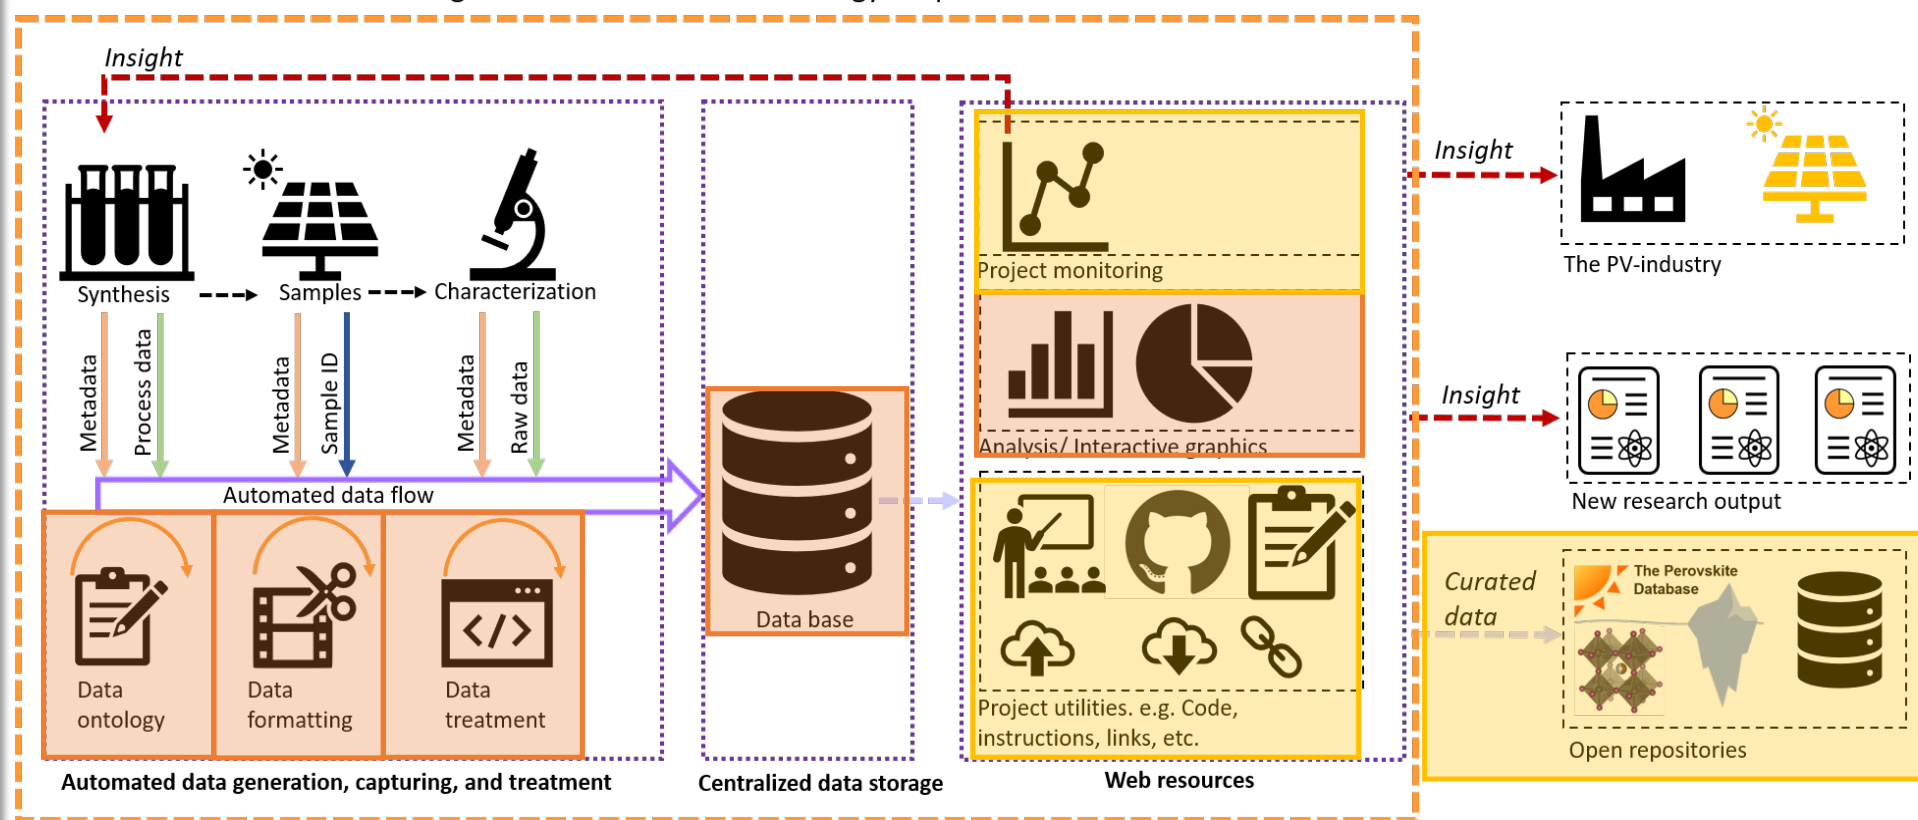 Insight
Synthesis
Samples
Characterization
Metadata
Process data
Metadata
Sample ID
Metadata
Raw data
Automated data flow
Data
ontology
Data
formatting
Data
treatment
Automated data generation, capturing, and treatment
Data base
Centralized data storage
Project monitoring
Analysis/ Interactive graphics
Project utilities. e.g. Code,
instructions, links, etc.
Web resources
Insight
The PV-industry
Insight
New research output
Curated
data
The Perovskite
Database
Open repositories